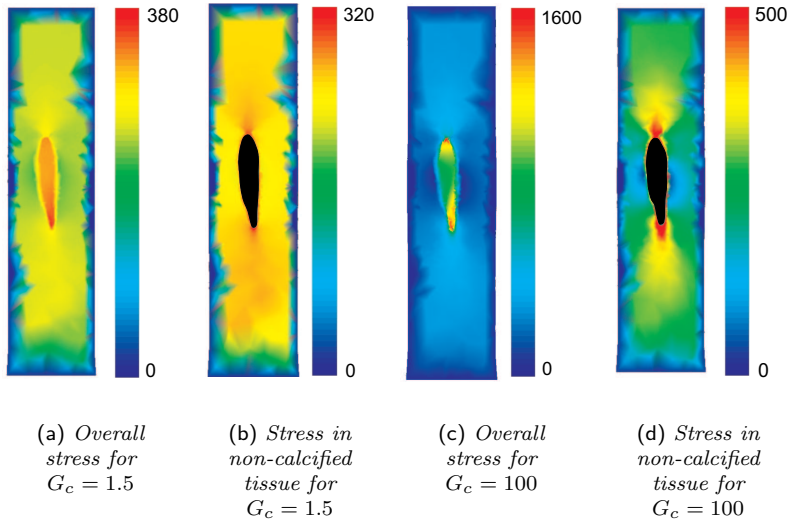 380
320
1600
500
0
0
0
0
(a) Overall
stress for
G_c = 1.5
(b) Stress in
non-calcified
tissue for
G_c = 1.5
(c) Overall
stress for
G_c = 100
(d) Stress in
non-calcified
tissue for
G_c = 100